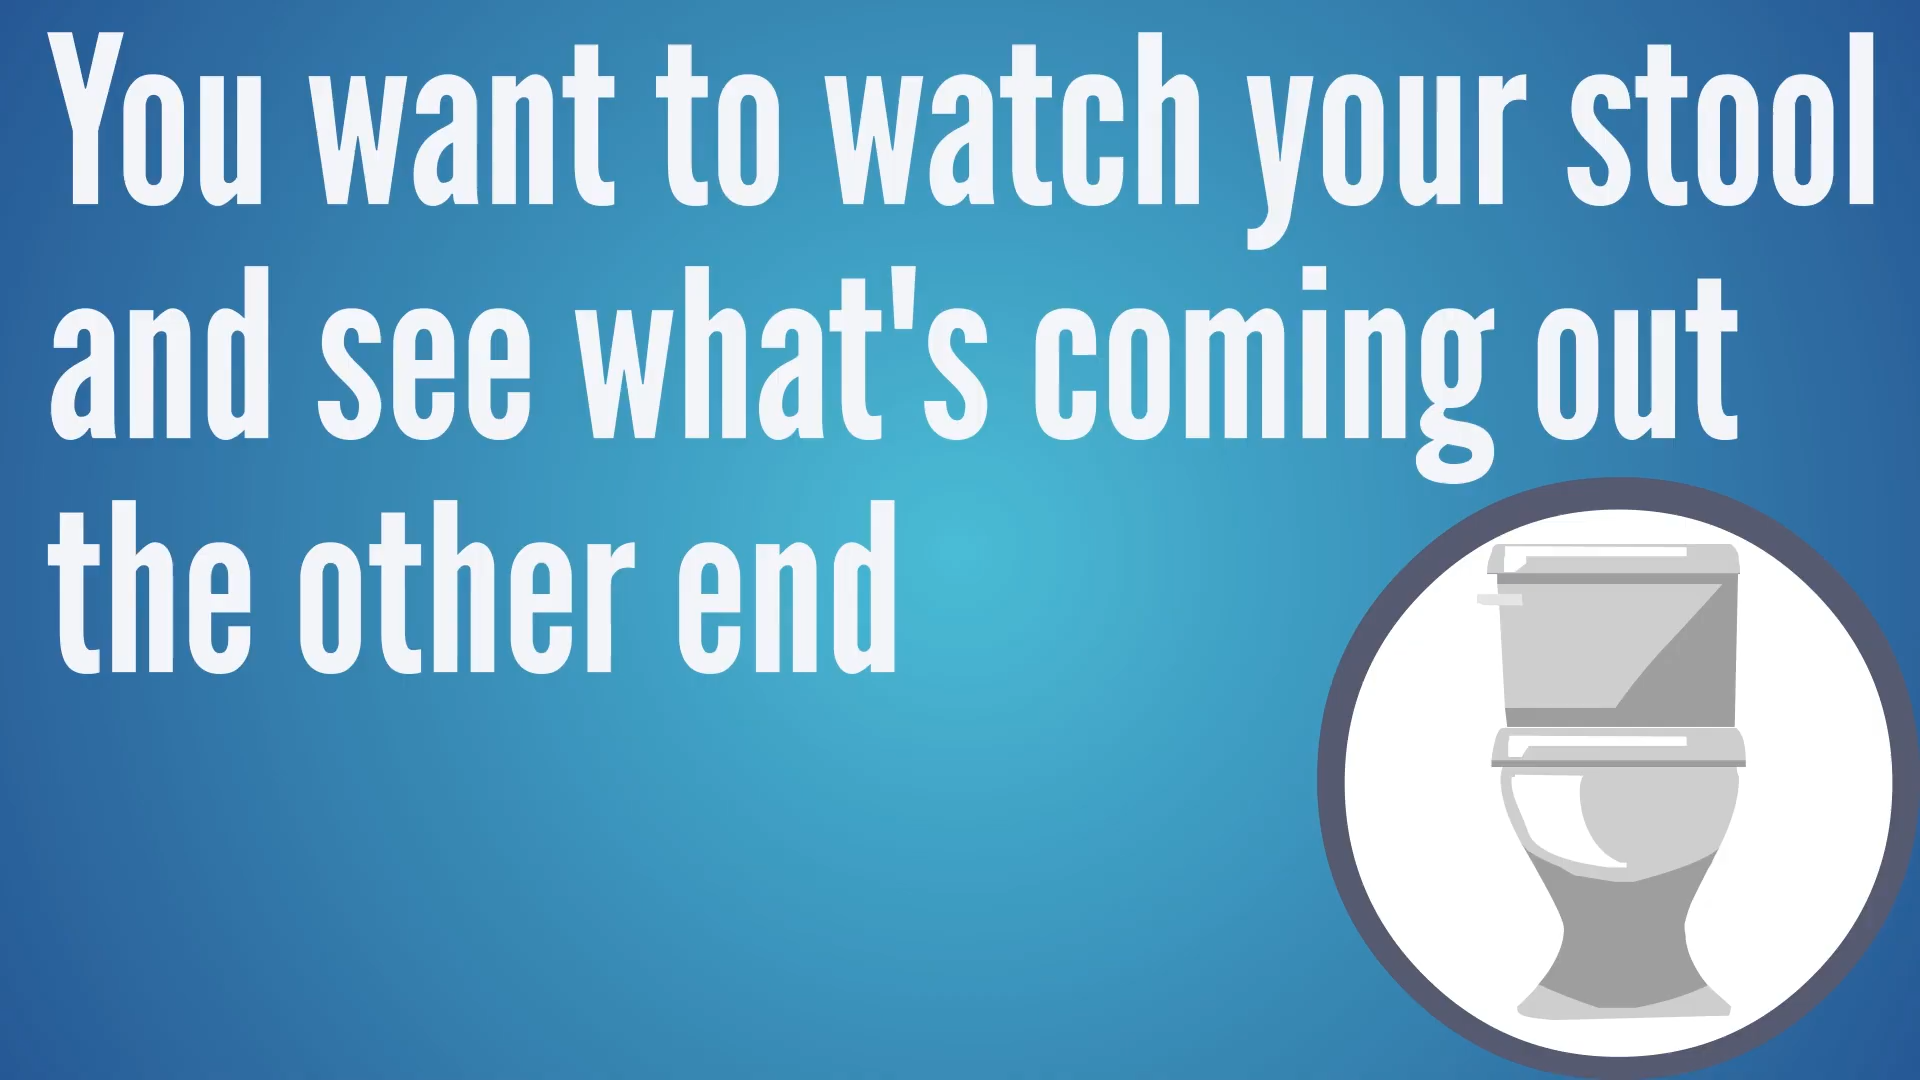 You want to watch your stool
and see what's coming out
the other end